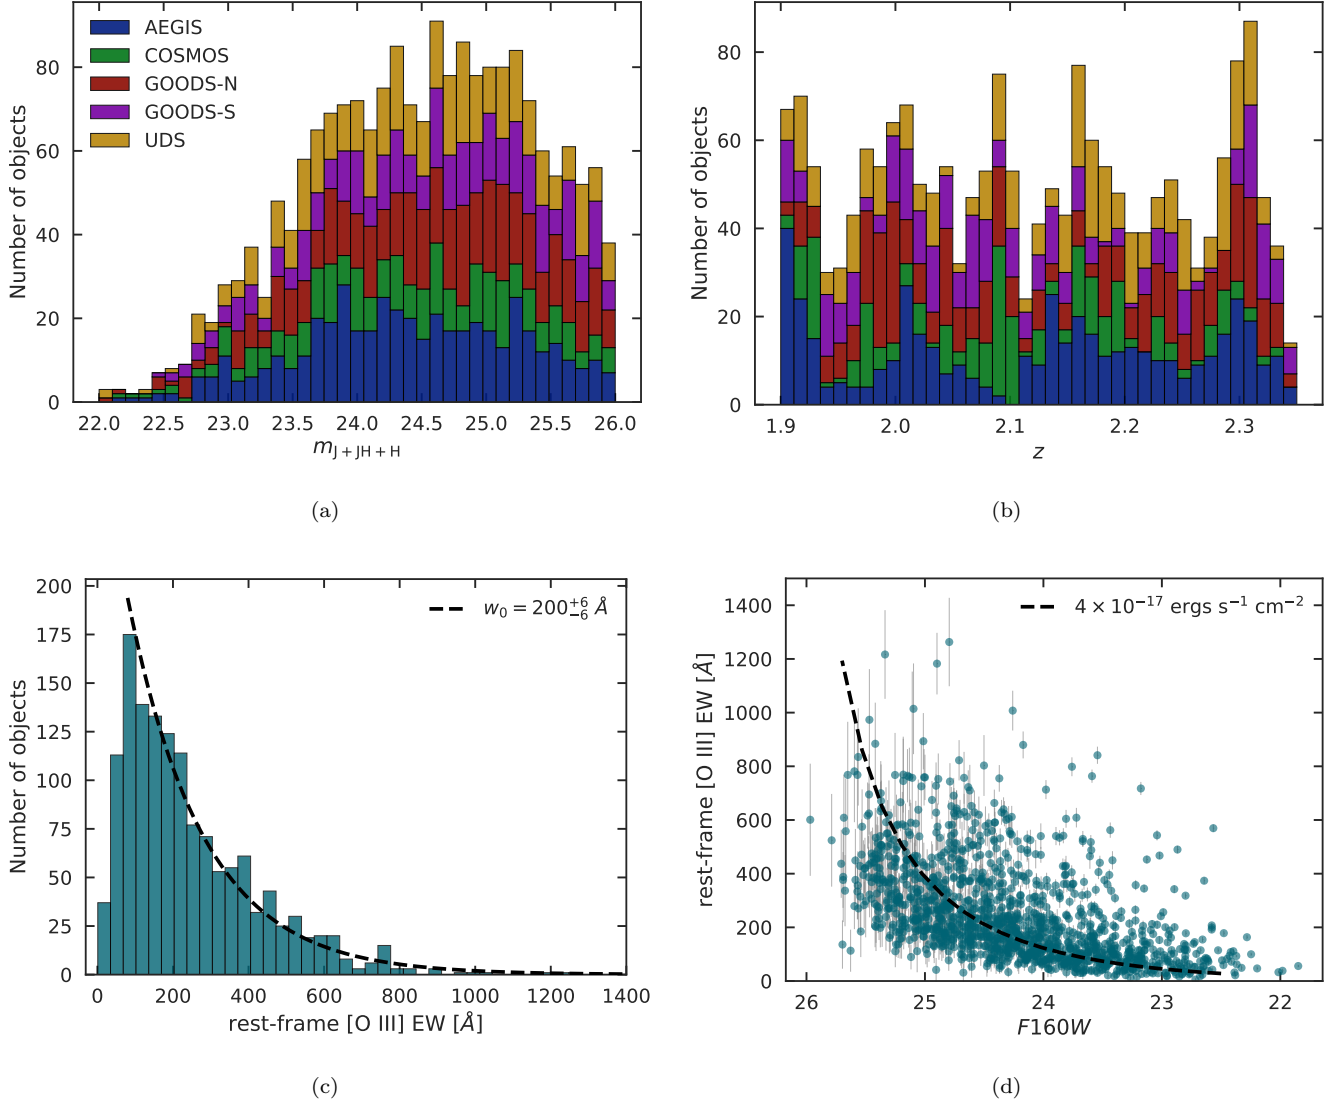 AEGIS
COSMOS
GOODS-N
GOODS-S
UDS
Number of objects
0
20
40
60
80
22.0 22.5 23.0 23.5 24.0 24.5 25.0 25.5 26.0
m_{J+JH+H}
(a)
Number of objects
0
20
40
60
80
1.9 2.0 2.1 2.2 2.3
z
(b)
w_0 = 200^{+6}_{-6} Å
Number of objects
200
175
150
125
100
75
50
25
0
0 200 400 600 800 1000 1200 1400
rest-frame [O III] EW [Å]
(c)
4 × 10^{-17} ergs s^{-1} cm^{-2}
rest-frame [O III] EW [Å]
1400
1200
1000
800
600
400
200
0
26 25 24 23 22
F160W
(d)